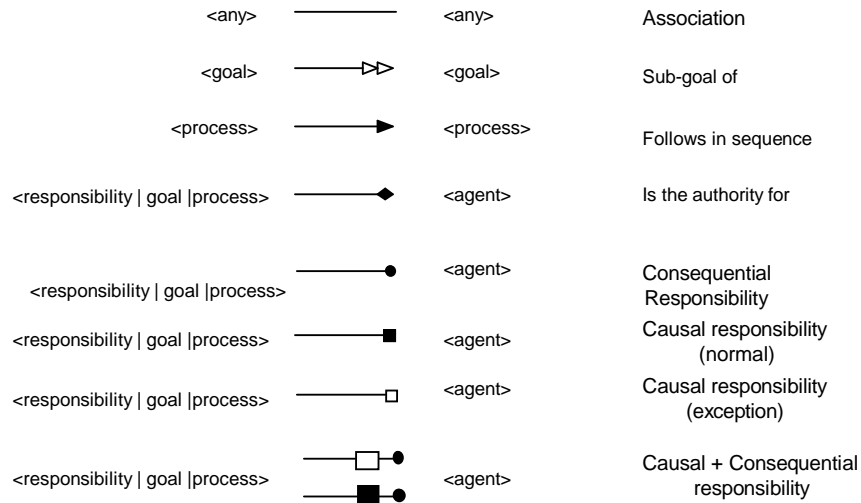 <any> <any> Association
<goal> <goal> Sub-goal of
<process> <process> Follows in sequence
<responsibility | goal |process> <agent> Is the authority for
<responsibility | goal |process> <agent> Consequential
Responsibility
<responsibility | goal |process> <agent> Causal responsibility
(normal)
<responsibility | goal |process> <agent> Causal responsibility
(exception)
<responsibility | goal |process> <agent> Causal + Consequential
responsibility